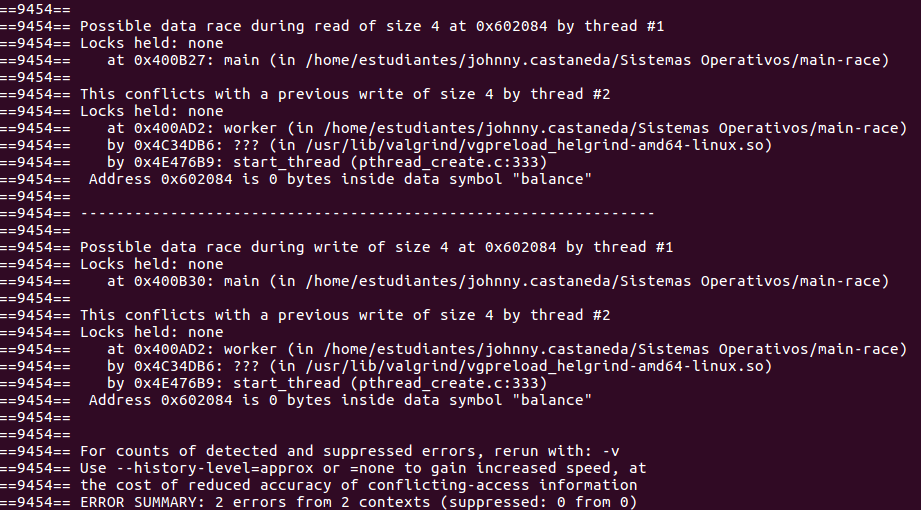 ==9454==
==9454== Possible data race during read of size 4 at 0x602084 by thread #1
==9454== Locks held: none
==9454==    at 0x400B27: main (in /home/estudiantes/johnny.castaneda/Sistemas Operativos/main-race)
==9454==
==9454== This conflicts with a previous write of size 4 by thread #2
==9454== Locks held: none
==9454==    at 0x400AD2: worker (in /home/estudiantes/johnny.castaneda/Sistemas Operativos/main-race)
==9454==    by 0x4C34DB6: ??? (in /usr/lib/valgrind/vgpreload_helgrind-amd64-linux.so)
==9454==    by 0x4E476B9: start_thread (pthread_create.c:333)
==9454==  Address 0x602084 is 0 bytes inside data symbol "balance"
==9454==
==9454== ----------------------------------------------------------------
==9454==
==9454== Possible data race during write of size 4 at 0x602084 by thread #1
==9454== Locks held: none
==9454==    at 0x400B30: main (in /home/estudiantes/johnny.castaneda/Sistemas Operativos/main-race)
==9454==
==9454== This conflicts with a previous write of size 4 by thread #2
==9454== Locks held: none
==9454==    at 0x400AD2: worker (in /home/estudiantes/johnny.castaneda/Sistemas Operativos/main-race)
==9454==    by 0x4C34DB6: ??? (in /usr/lib/valgrind/vgpreload_helgrind-amd64-linux.so)
==9454==    by 0x4E476B9: start_thread (pthread_create.c:333)
==9454==  Address 0x602084 is 0 bytes inside data symbol "balance"
==9454==
==9454==
==9454== For counts of detected and suppressed errors, rerun with: -v
==9454== Use --history-level=approx or =none to gain increased speed, at
==9454== the cost of reduced accuracy of conflicting-access information
==9454== ERROR SUMMARY: 2 errors from 2 contexts (suppressed: 0 from 0)